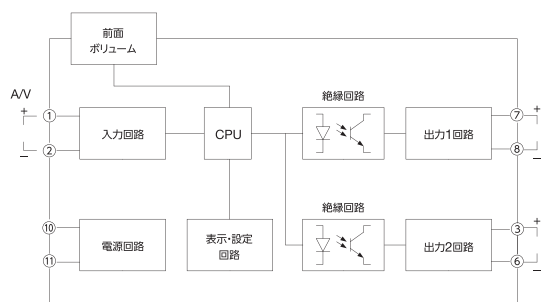 前面
ボリューム
A/V
+
①
②
−
入力回路
CPU
絶縁回路
出力1回路
⑦
+
⑧
−
⑩
⑪
電源回路
表示・設定
回路
絶縁回路
出力2回路
③
+
⑥
−